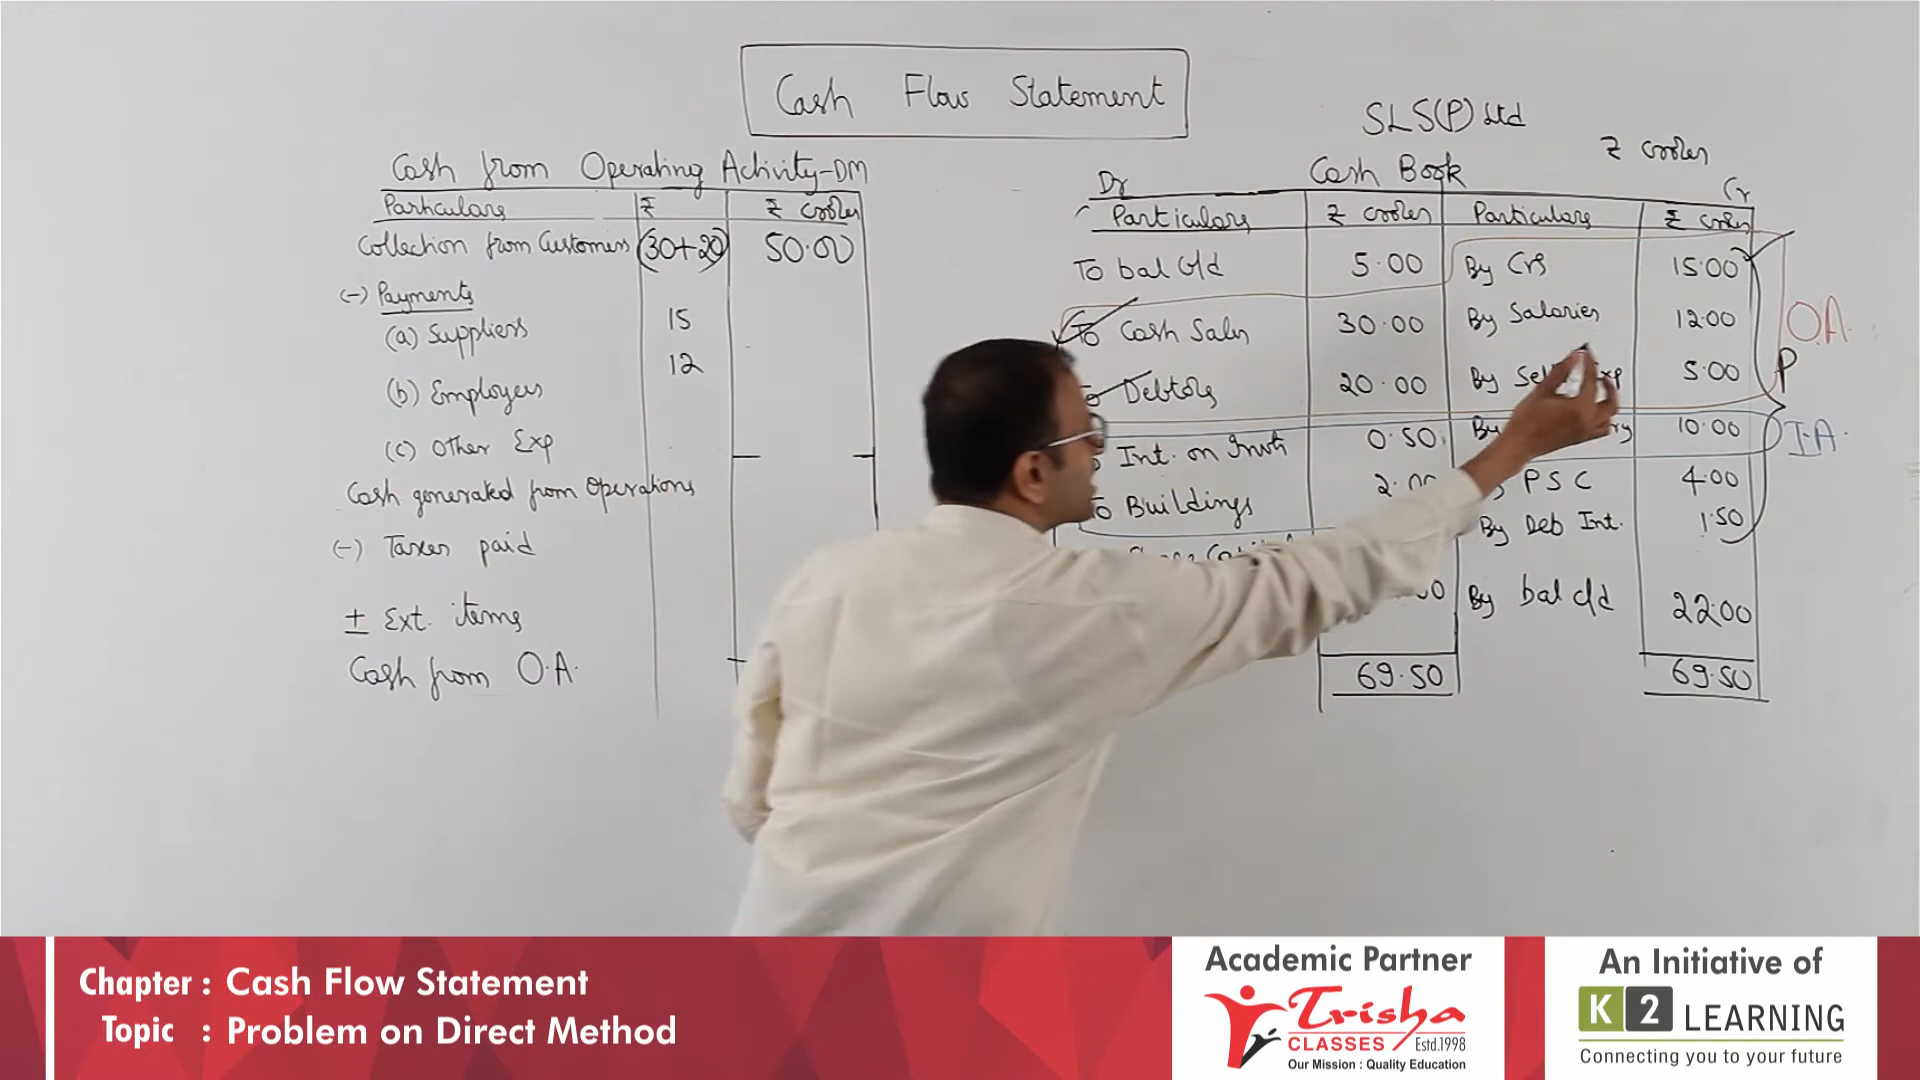 Cash Flow Statement
SLS(P) Ltd
₹ crores
Cash from Operating Activity-DM
Particulars ₹ ₹ crores
Collection from Customers (30+20) 50.00
(-) Payments
(a) Suppliers 15
(b) Employees 12
(c) Other Exp
Cash generated from Operations
(-) Taxes paid
± Ext. items
Cash from O.A.
Dr Cash Book Cr
Particulars ₹ crores Particulars ₹ crores
To bal b/d 5.00 By Crs 15.00
To Cash Sales 30.00 By Salaries 12.00
To Debtors 20.00 By 5.00
Int. on Invts 0.50 By 10.00
To Buildings 2.00 PSC 4.00
By Deb Int. 1.50
By bal c/d 22.00
69.50 69.50
O.A.
P
I.A.
Chapter : Cash Flow Statement
Topic : Problem on Direct Method
Academic Partner
Trisha
CLASSES Estd.1998
Our Mission : Quality Education
An Initiative of
K2 LEARNING
Connecting you to your future